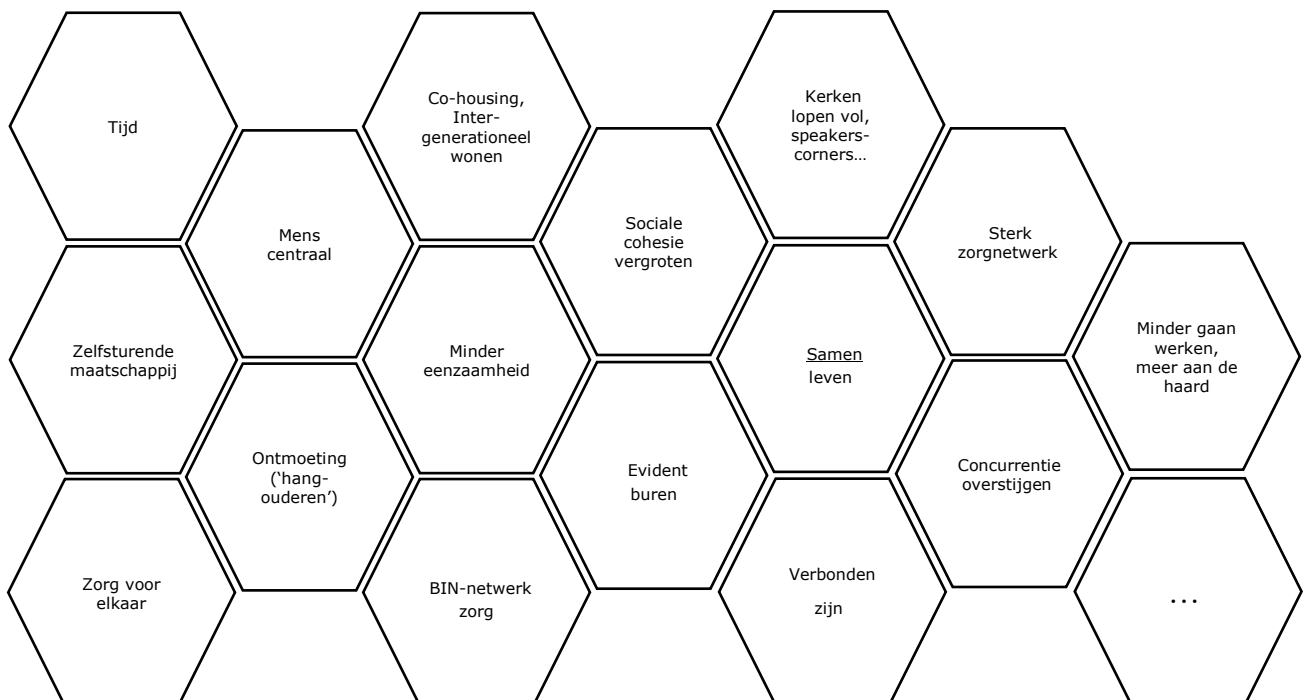 Tijd
Co-housing,
Inter-
generationeel
wonen
Kerken
lopen vol,
speakers-
corners...
Mens
centraal
Sociale
cohesie
vergroten
Sterk
zorgnetwerk
Zelfsturende
maatschappij
Minder
eenzaamheid
Samen
leven
Minder gaan
werken,
meer aan de
haard
Ontmoeting
(‘hang-
ouderen’)
Evident
buren
Concurrentie
overstijgen
Zorg voor
elkaar
BIN-netwerk
zorg
Verbonden
zijn
...